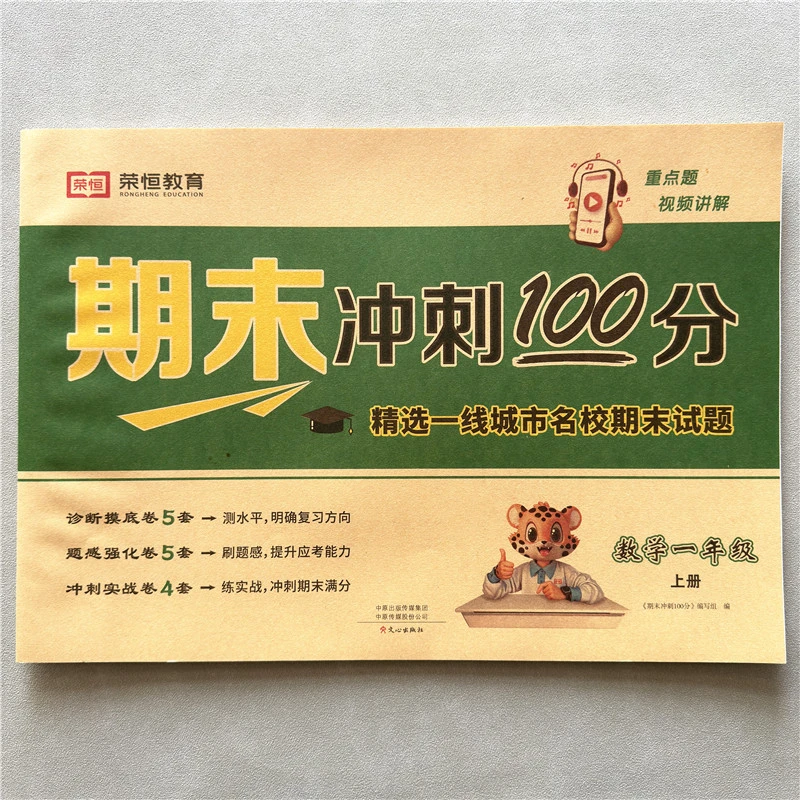 荣恒 荣恒教育
RONGHENG EDUCATION
重点题
视频讲解
期末冲刺100分
精选一线城市名校期末试题
诊断摸底卷5套→测水平,明确复习方向
题感强化卷5套→刷题感,提升应考能力
冲刺实战卷4套→练实战,冲刺期末满分
数学一年级
上册
《期末冲刺100分》编写组 编
中原出版传媒集团
中原传媒股份公司
文心出版社